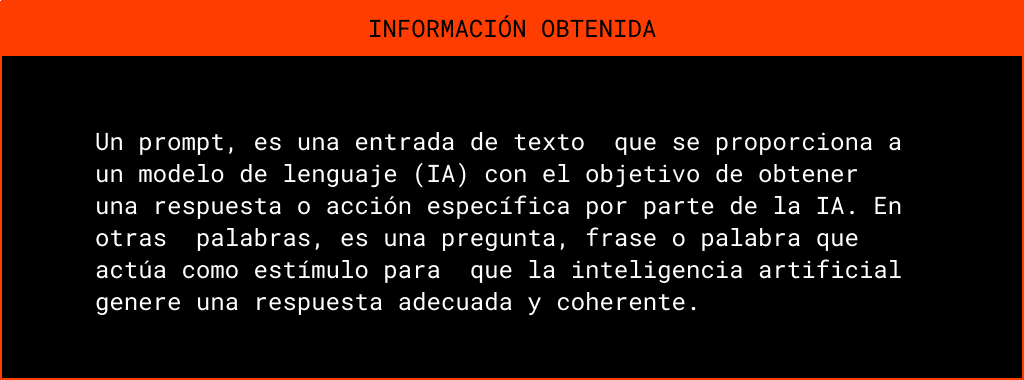 INFORMACIÓN OBTENIDA
Un prompt, es una entrada de texto  que se proporciona a
un modelo de lenguaje (IA) con el objetivo de obtener
una respuesta o acción específica por parte de la IA. En
otras  palabras, es una pregunta, frase o palabra que
actúa como estímulo para  que la inteligencia artificial
genere una respuesta adecuada y coherente.